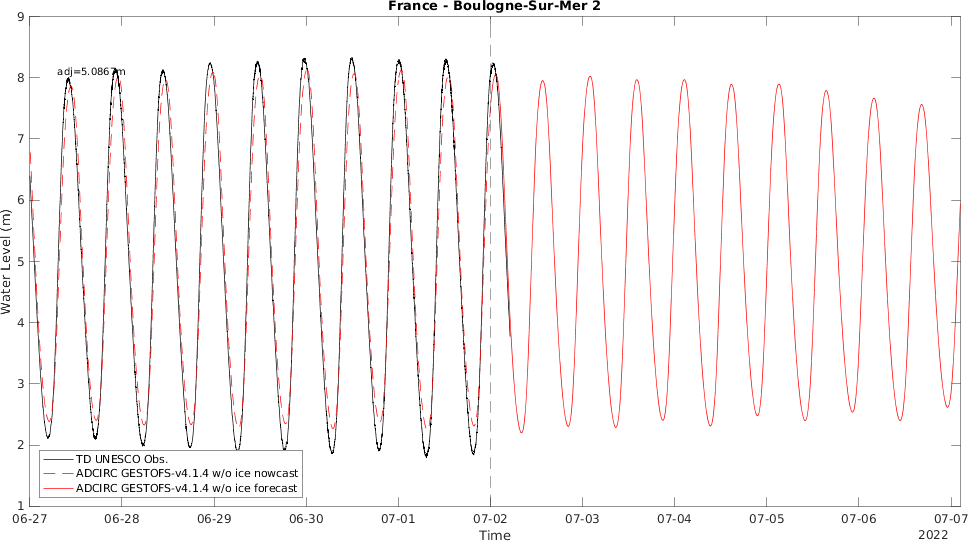 France - Boulogne-Sur-Mer 2
9
8
7
6
5
4
3
2
1
Water Level (m)
adj=5.0867m
TD UNESCO Obs.
ADCIRC GESTOFS-v4.1.4 w/o ice nowcast
ADCIRC GESTOFS-v4.1.4 w/o ice forecast
06-27 06-28 06-29 06-30 07-01 07-02 07-03 07-04 07-05 07-06 07-07
Time
2022